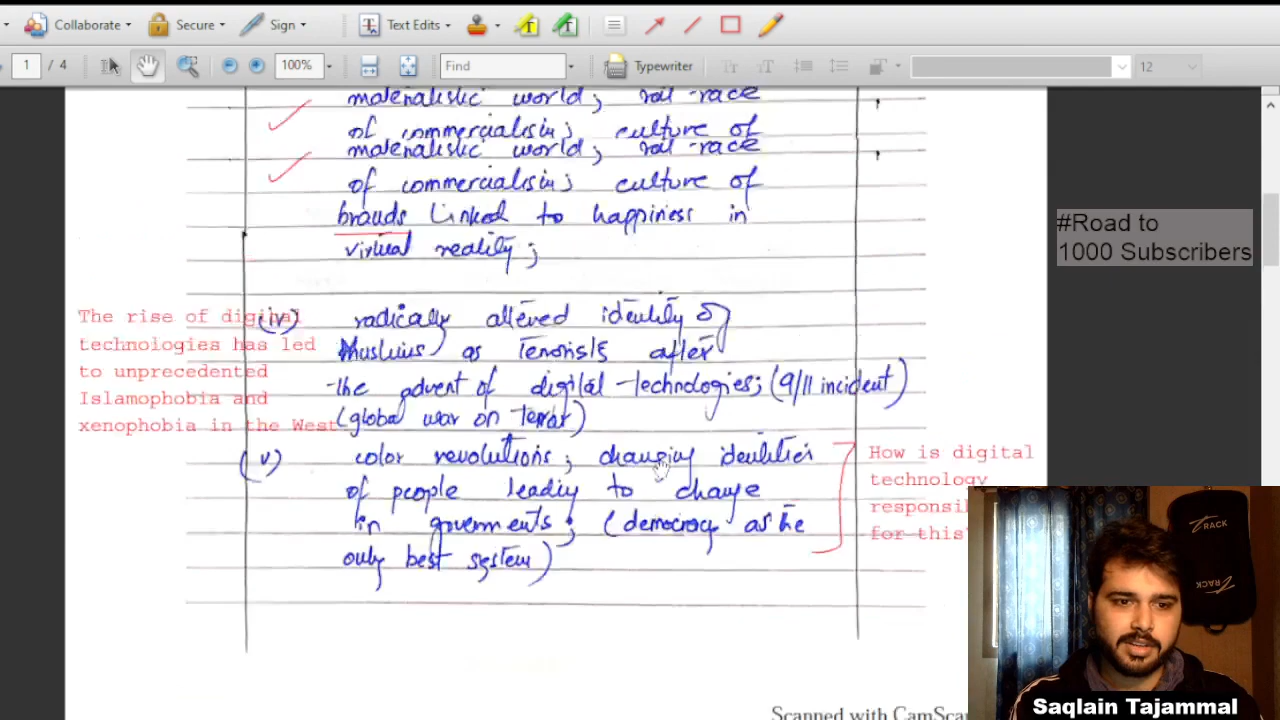 Collaborate
Secure
Sign
Text Edits
1 / 4
100%
Find
Typewriter
12
materialistic world; rat-race
of commercialism; culture of
materialistic world; rat-race
of commercialism; culture of
brands linked to happiness in
virtual reality;
#Road to
1000 Subscribers
(iv) radically altered identity of
Muslims as Terrorists after
the advent of digital technologies; (9/11 incident)
(global war on terror)
The rise of digital
technologies has led
to unprecedented
Islamophobia and
xenophobia in the West
(v) color revolutions; changing identities
of people leading to change
in governments; (democracy as the
only best system)
How is digital
technology
for this
TRACK
TRACK
Saqlain Tajammal
Scanned with